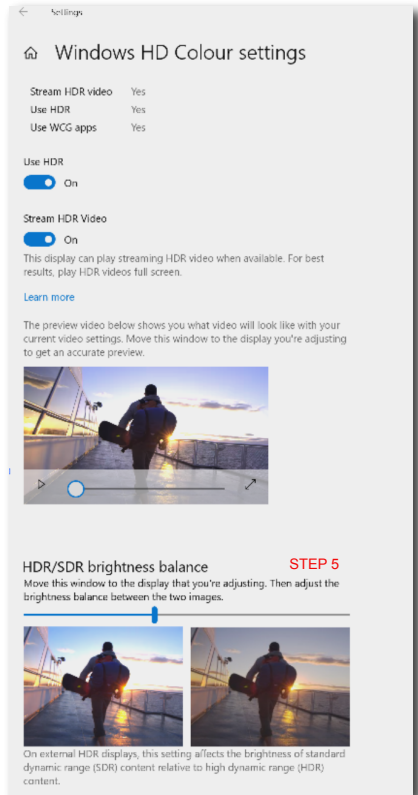 Settings
Windows HD Colour settings
Stream HDR video Yes
Use HDR Yes
Use WCG apps Yes
Use HDR
On
Stream HDR Video
On
This display can play streaming HDR video when available. For best
results, play HDR videos full screen.
Learn more
The preview video below shows you what video will look like with your
current video settings. Move this window to the display you're adjusting
to get an accurate preview.
HDR/SDR brightness balance STEP 5
Move this window to the display that you're adjusting. Then adjust the
brightness balance between the two images.
On external HDR displays, this setting affects the brightness of standard
dynamic range (SDR) content relative to high dynamic range (HDR)
content.